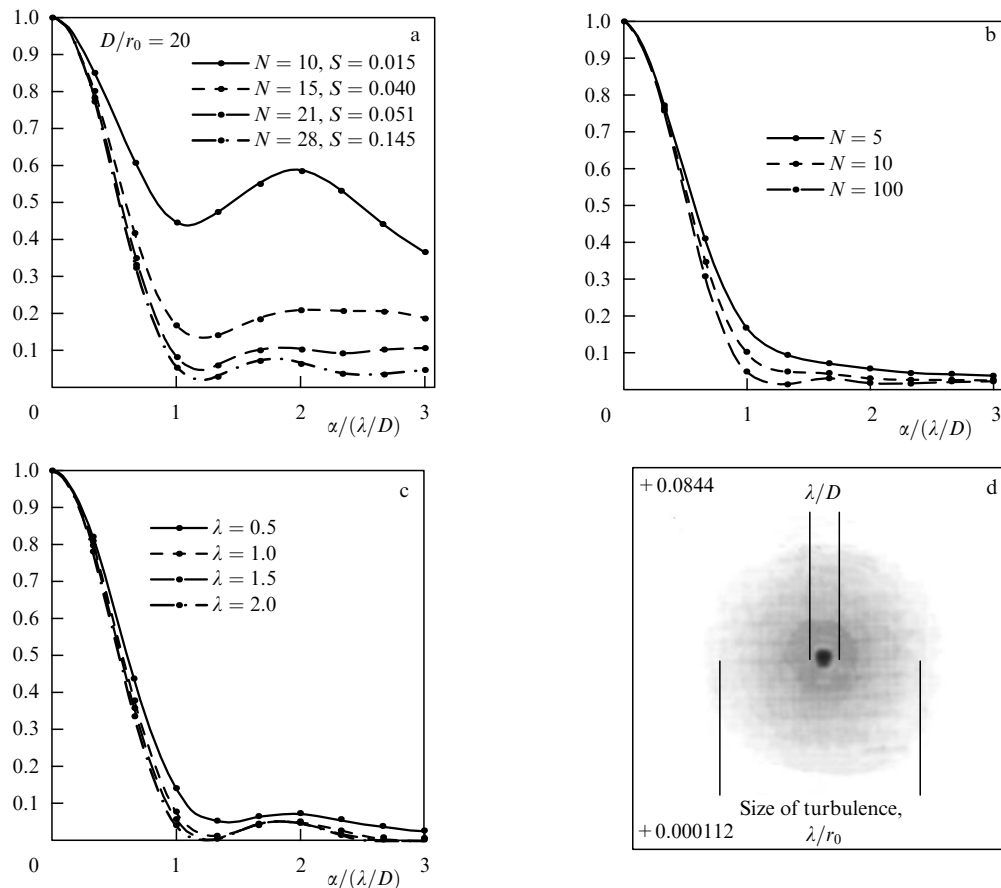 a
D/r₀ = 20
N = 10, S = 0.015
N = 15, S = 0.040
N = 21, S = 0.051
N = 28, S = 0.145
1.0
0.9
0.8
0.7
0.6
0.5
0.4
0.3
0.2
0.1
0
1
2
3
α/(λ/D)
b
N = 5
N = 10
N = 100
1.0
0.9
0.8
0.7
0.6
0.5
0.4
0.3
0.2
0.1
0
1
2
3
α/(λ/D)
c
λ = 0.5
λ = 1.0
λ = 1.5
λ = 2.0
1.0
0.9
0.8
0.7
0.6
0.5
0.4
0.3
0.2
0.1
0
1
2
3
α/(λ/D)
+0.0844
λ/D
d
Size of turbulence,
λ/r₀
+0.000112